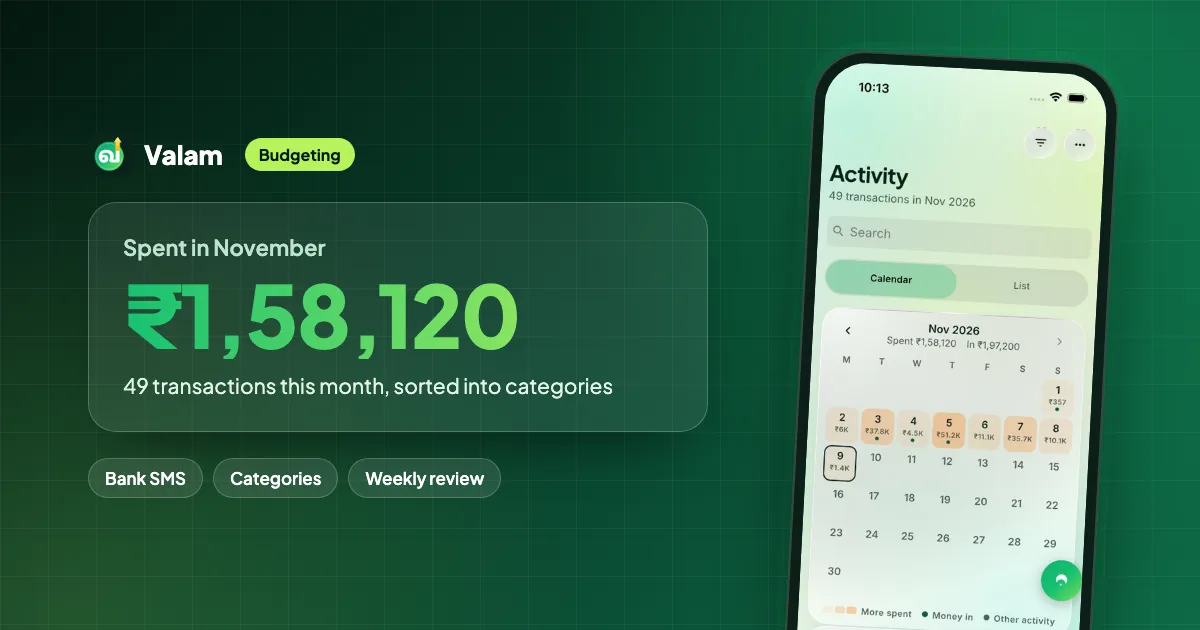 வ
Valam
Budgeting
Spent in November
₹1,58,120
49 transactions this month, sorted into categories
Bank SMS
Categories
Weekly review
10:13
Activity
49 transactions in Nov 2026
Search
Calendar
List
Nov 2026
Spent ₹1,58,120 In ₹1,97,200
M T W T F S S
1
₹357
2 3 4 5 6 7 8
₹6K ₹37.8K ₹4.5K ₹51.2K ₹11.1K ₹35.7K ₹10.1K
9 10 11 12 13 14 15
₹1.4K
16 17 18 19 20 21 22
23 24 25 26 27 28 29
30
More spent Money in Other activity